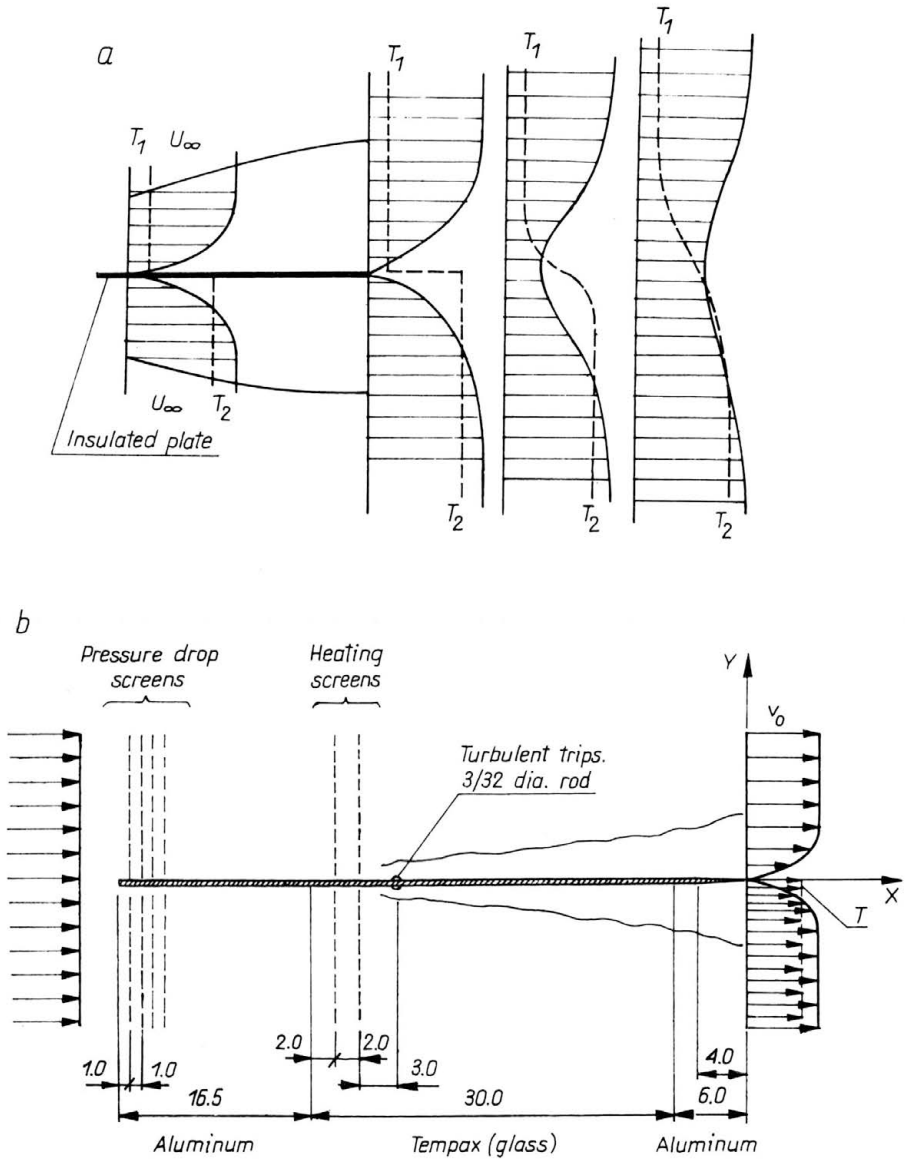 a
T₁
T₁
T₁
T₁ U∞
U∞ T₂
Insulated plate
T₂
T₂
T₂
b
Pressure drop
screens
Heating
screens
Y
v₀
Turbulent trips.
3/32 dia. rod
X
T
1.0
1.0
2.0
2.0
3.0
4.0
16.5
30.0
6.0
Aluminum
Tempax (glass)
Aluminum